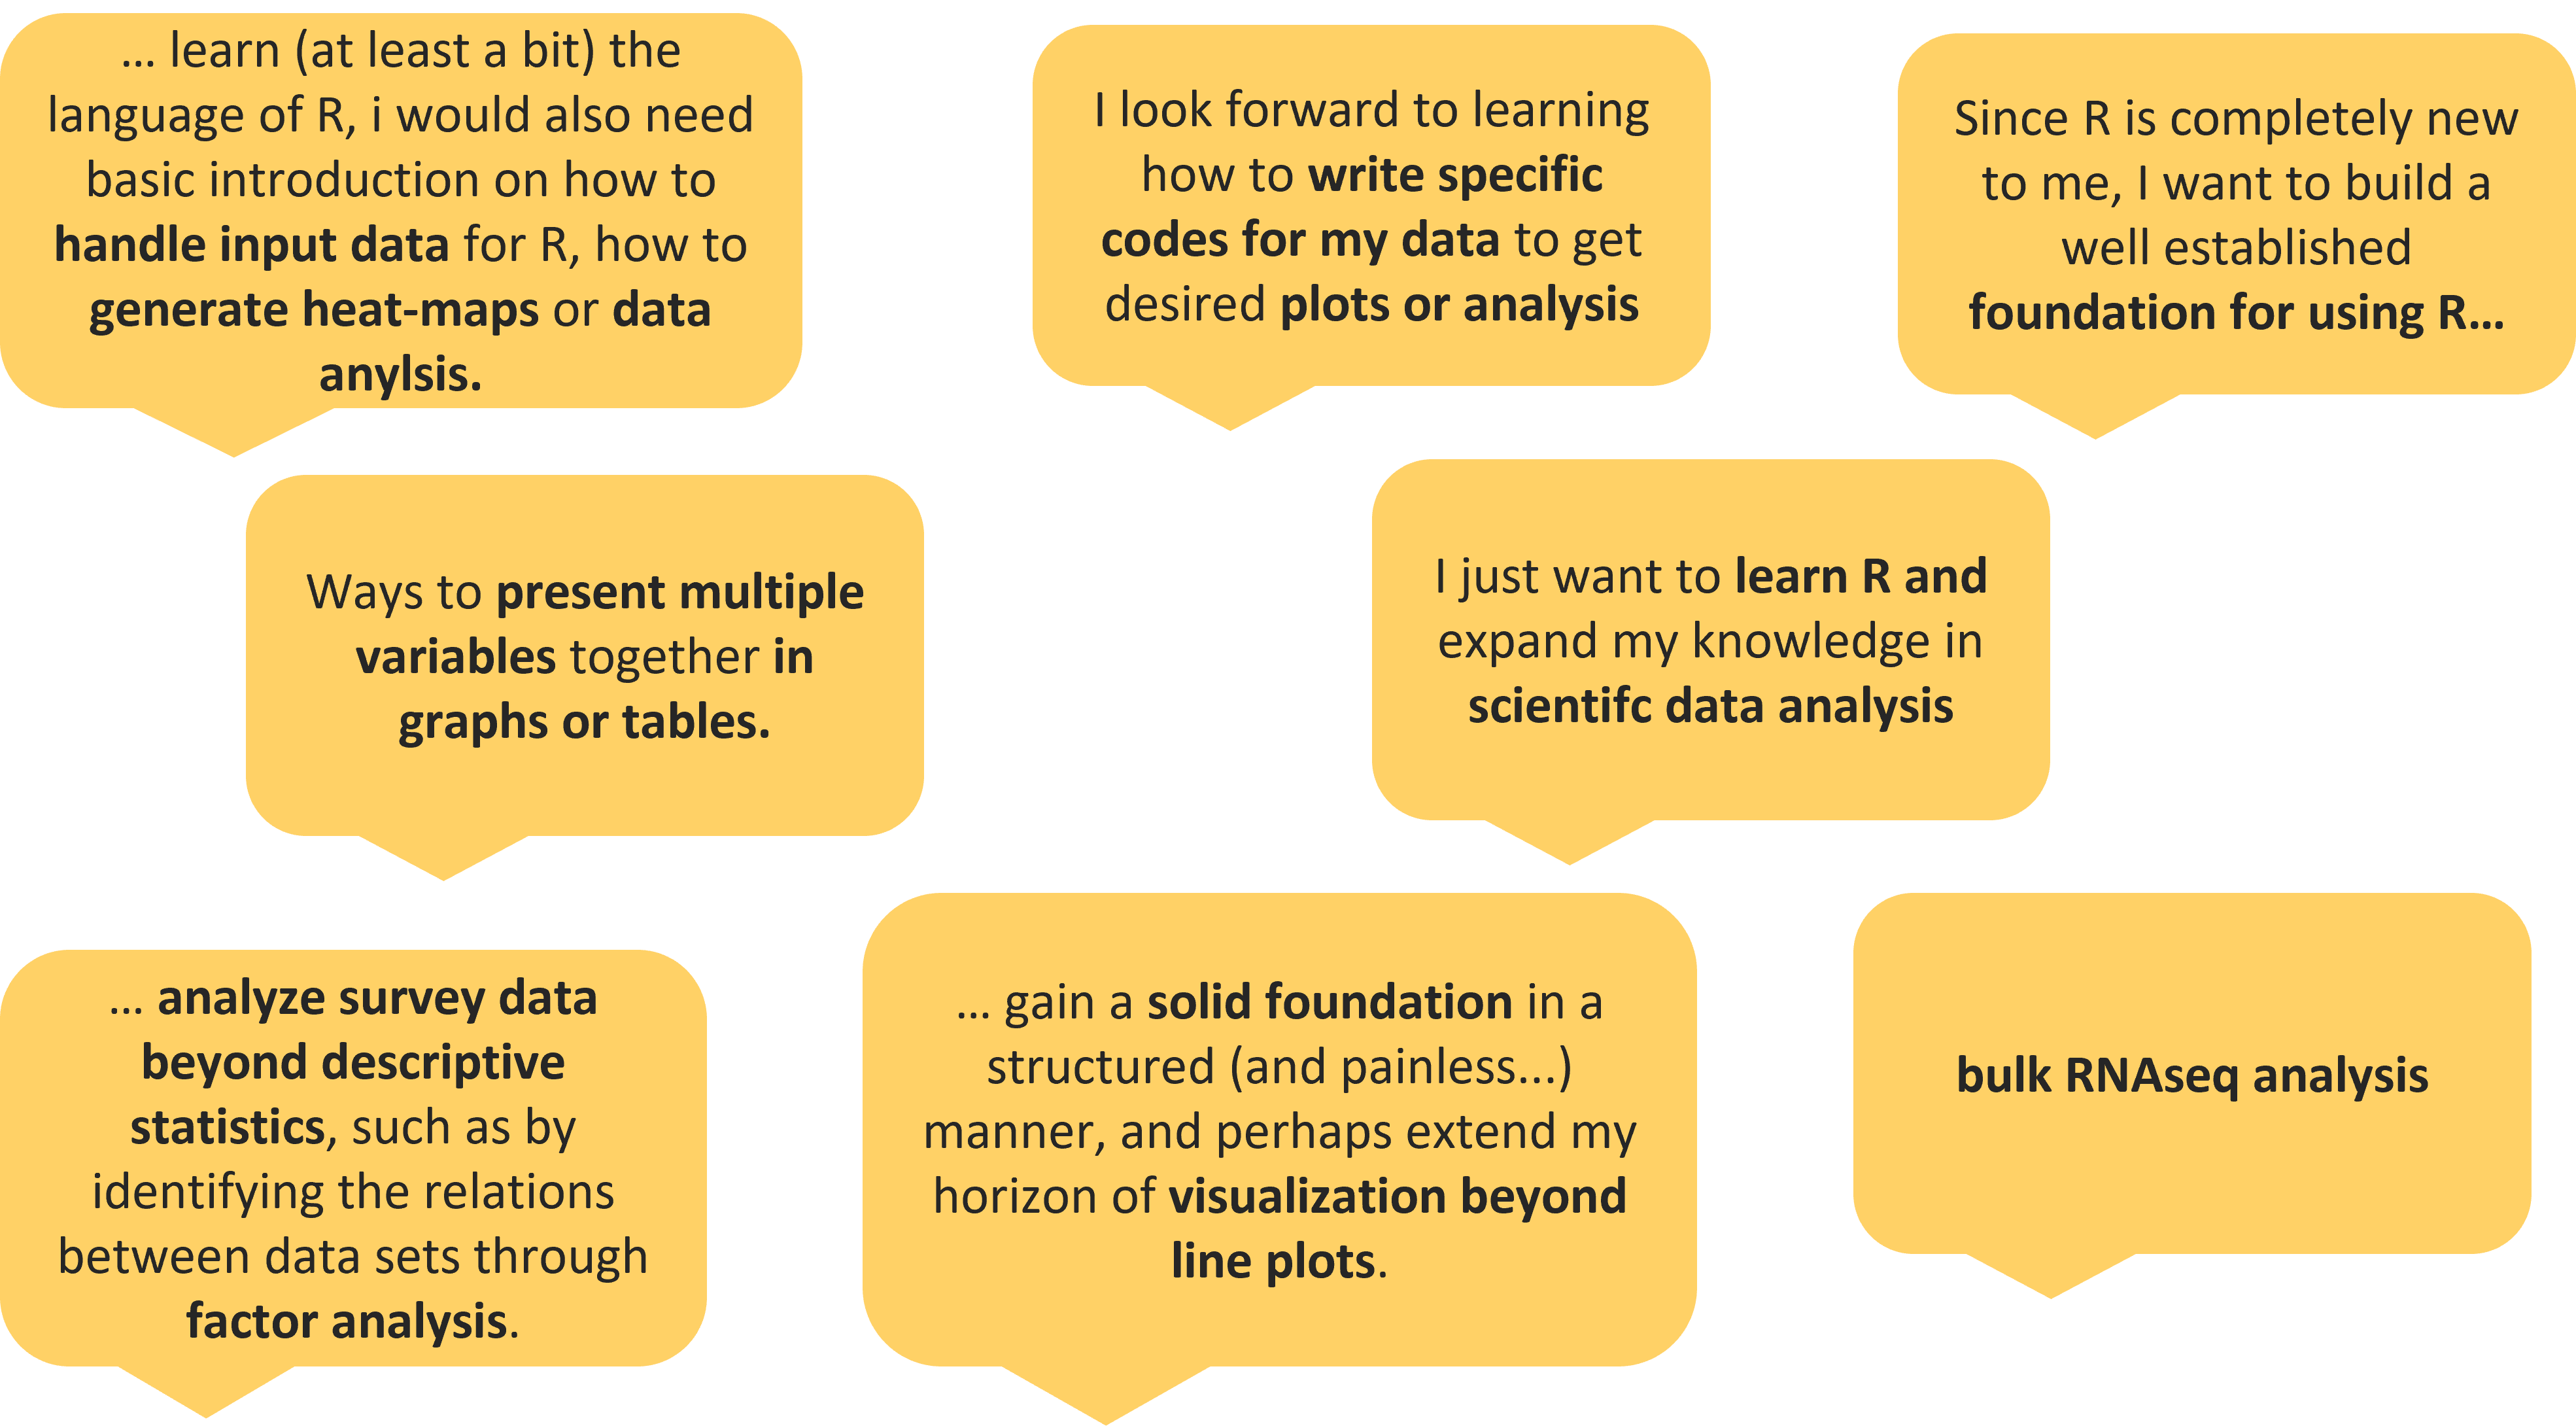 ... learn (at least a bit) the
language of R, i would also need
basic introduction on how to
handle input data for R, how to
generate heat-maps or data
anylsis.
I look forward to learning
how to write specific
codes for my data to get
desired plots or analysis
Since R is completely new
to me, I want to build a
well established
foundation for using R...
Ways to present multiple
variables together in
graphs or tables.
I just want to learn R and
expand my knowledge in
scientifc data analysis
... analyze survey data
beyond descriptive
statistics, such as by
identifying the relations
between data sets through
factor analysis.
... gain a solid foundation in a
structured (and painless...)
manner, and perhaps extend my
horizon of visualization beyond
line plots.
bulk RNAseq analysis